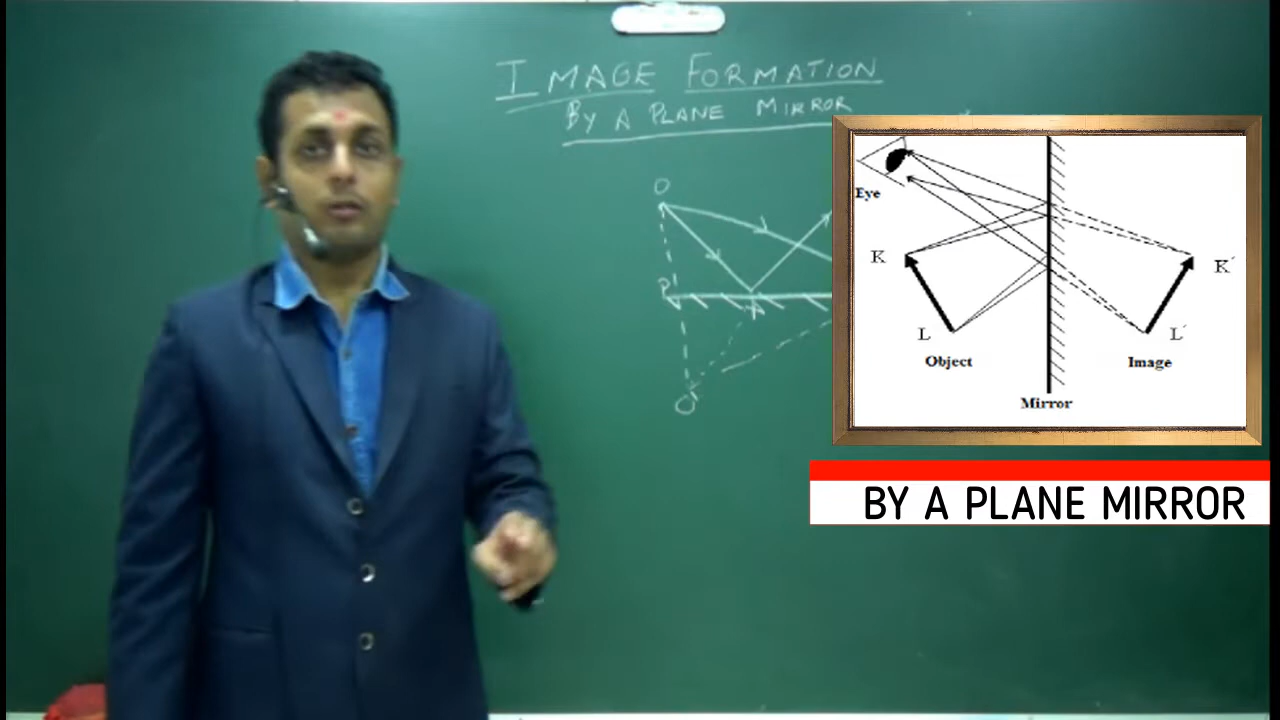 IMAGE FORMATION
BY A PLANE MIRROR
O
P
A
O'
Eye
K
K´
L
L´
Object
Image
Mirror
BY A PLANE MIRROR